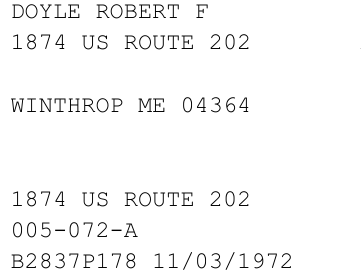 DOYLE ROBERT F
1874 US ROUTE 202
WINTHROP ME 04364
1874 US ROUTE 202
005-072-A
B2837P178 11/03/1972